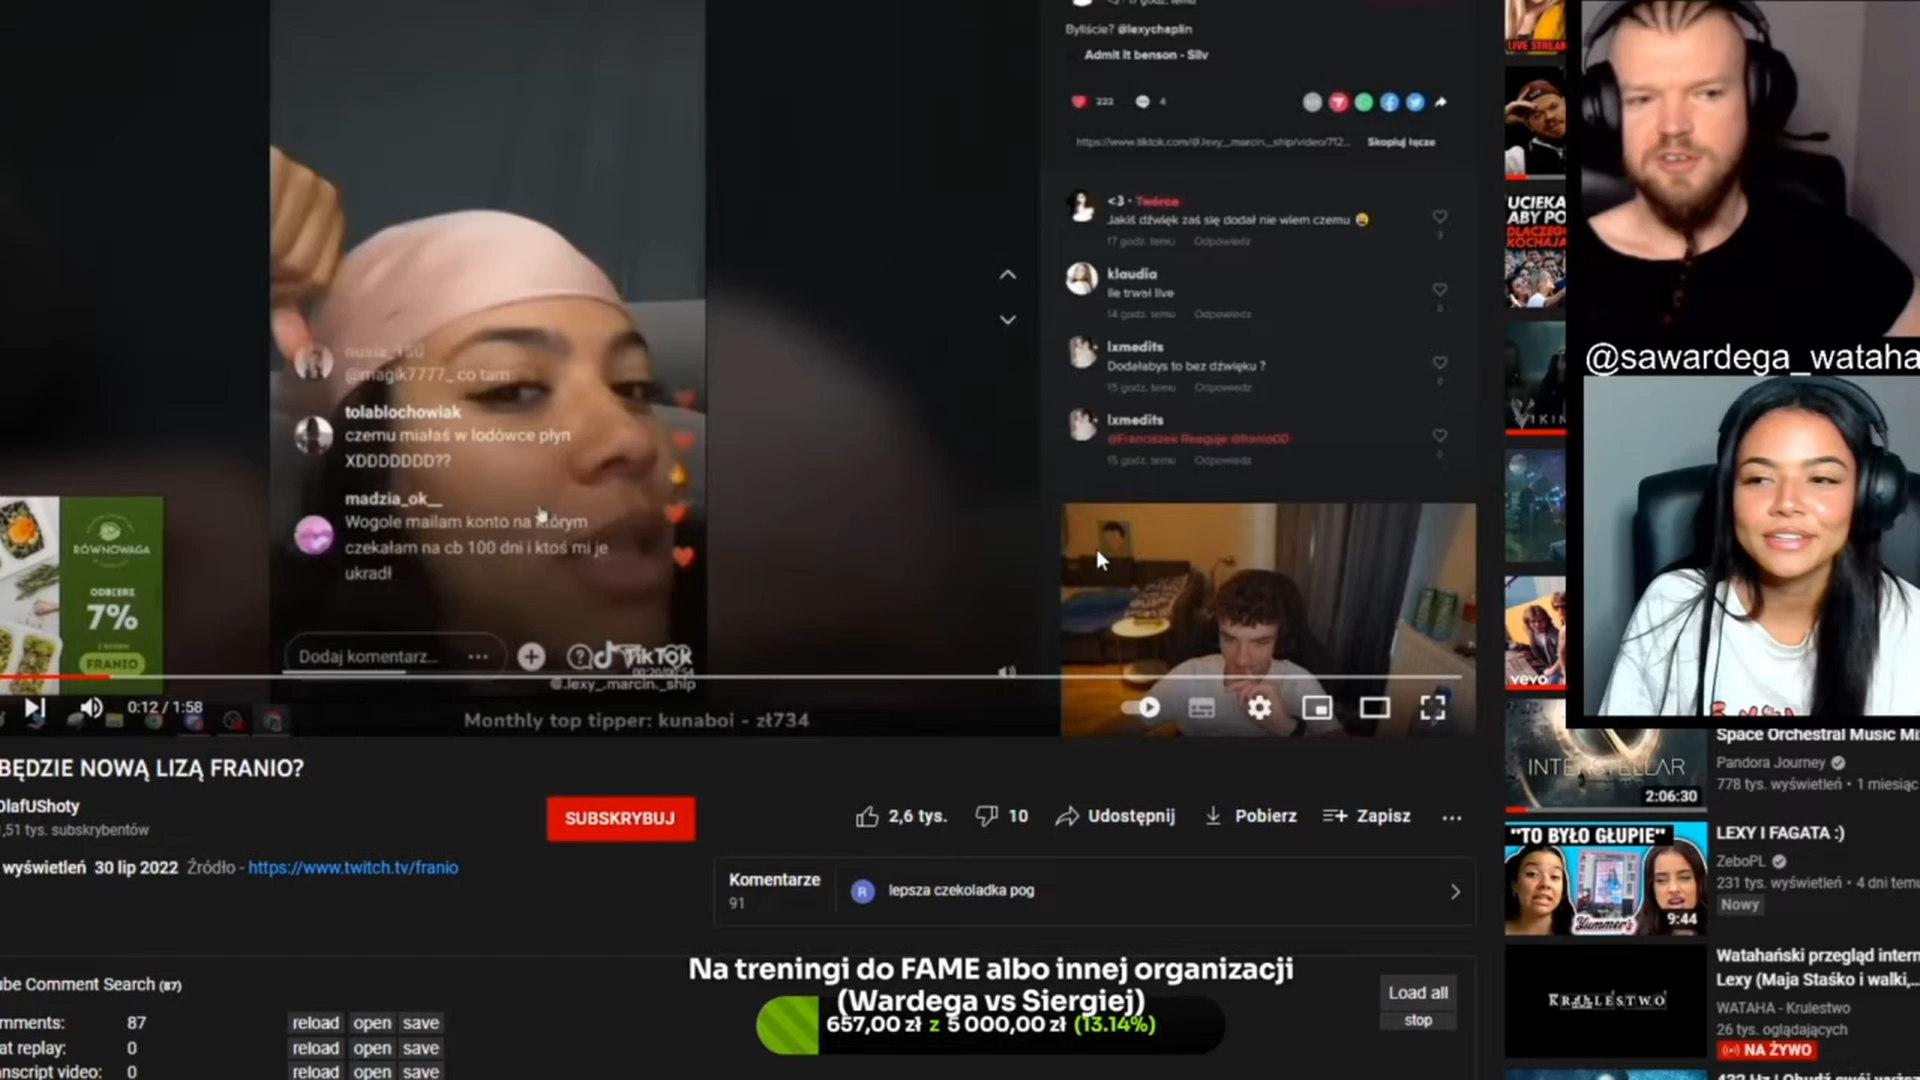 Byliście? @lexychaplin
Admit it benson - Silv
222
4
https://www.tiktok.com/@.lexy_.marcin._ship/video/712...
Skopiuj łącze
<3 · Twórca
Jakiś dźwięk zaś się dodał nie wiem czemu
17 godz. temu Odpowiedz
klaudia
Ile trwał live
14 godz. temu Odpowiedz
lxmedits
Dodałabys to bez dźwięku ?
15 godz. temu Odpowiedz
lxmedits
15 godz. temu Odpowiedz
@magik7777_ co tam
tolablochowiak
czemu miałaś w lodówce płyn
XDDDDDDD??
madzia_ok__
Wogole mailam konto na którym
czekałam na cb 100 dni i ktoś mi je
ukradł
Dodaj komentarz...
TikTok
@.lexy_.marcin._ship
RÓWNOWAGA
ODBIERZ
7%
Z KODEM
FRANIO
0:12 / 1:58
Monthly top tipper: kunaboi - zł734
BĘDZIE NOWĄ LIZĄ FRANIO?
OlafUShoty
,51 tys. subskrybentów
SUBSKRYBUJ
2,6 tys.
10
Udostępnij
Pobierz
Zapisz
wyświetleń 30 lip 2022 Źródło - https://www.twitch.tv/franio
Komentarze
91
R
lepsza czekoladka pog
be Comment Search (87)
mments: 87 reload open save
at replay: 0 reload open save
nscript video: 0 reload open save
Na treningi do FAME albo innej organizacji
(Wardega vs Siergiej)
657,00 zł z 5 000,00 zł (13.14%)
Load all
stop
LIVE STREAM
UCIEKA
ABY PO
DLACZEGO
KOCHAJĄ
vevo
@sawardega_wataha
INTERSTELLAR
2:06:30
Space Orchestral Music Mi
Pandora Journey
778 tys. wyświetleń • 1 miesiąc
"TO BYŁO GŁUPIE"
9:44
LEXY I FAGATA :)
ZeboPL
231 tys. wyświetleń • 4 dni temu
Nowy
KRÓLESTWO
Watahański przegląd intern
Lexy (Maja Staśko i walki,...
WATAHA - Krulestwo
26 tys. oglądających
NA ŻYWO